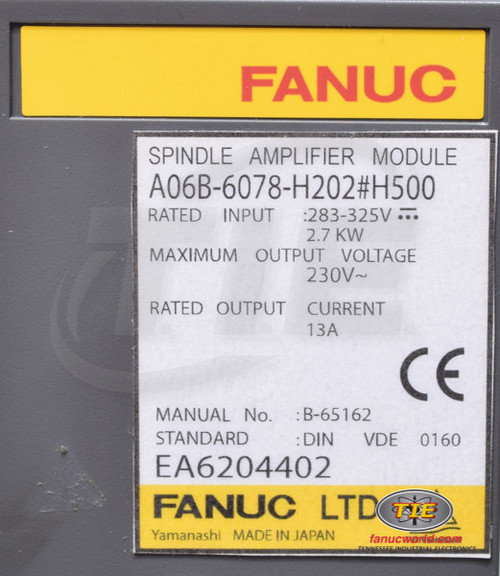 FANUC
SPINDLE AMPLIFIER MODULE
A06B-6078-H202#H500
RATED INPUT :283-325V ⎓
2.7 KW
MAXIMUM OUTPUT VOLTAGE
230V~
RATED OUTPUT CURRENT
13A
CE
MANUAL No. :B-65162
STANDARD :DIN VDE 0160
EA6204402
FANUC LTD
Yamanashi MADE IN JAPAN
TIE
fanucworld.com
TENNESSEE INDUSTRIAL ELECTRONICS
T.I.E.